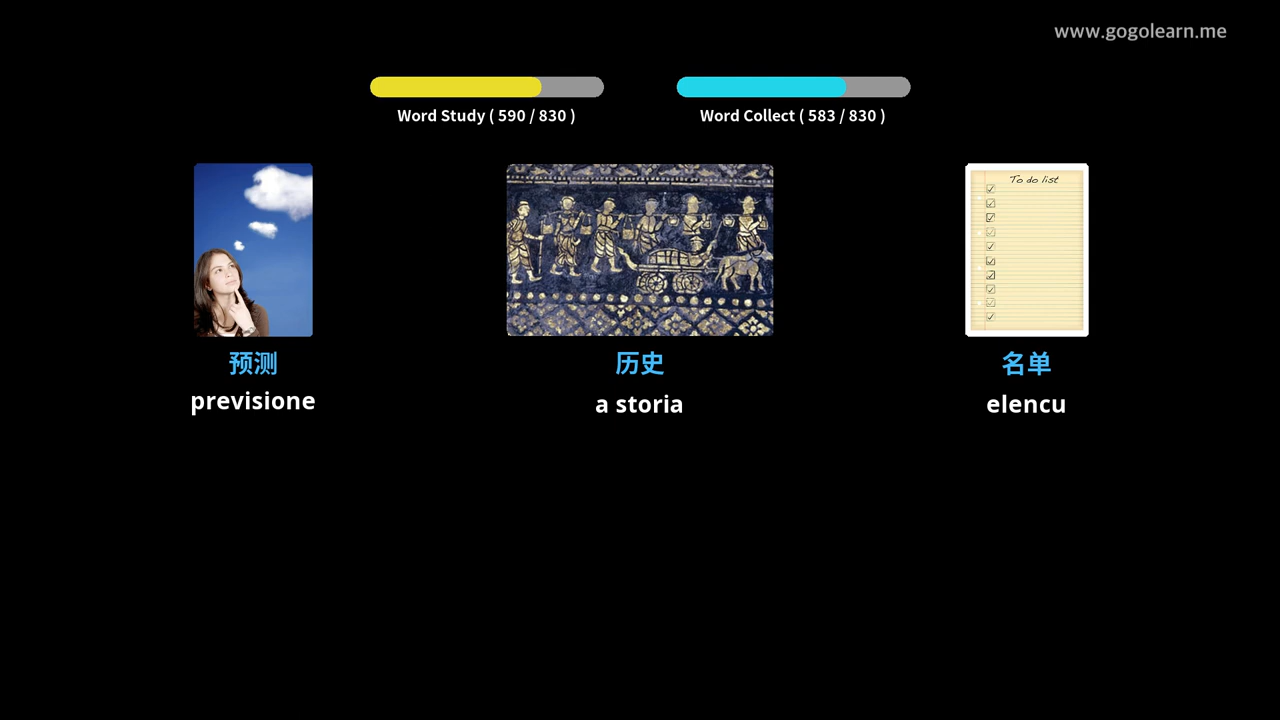 www.gogolearn.me
Word Study ( 590 / 830 )
Word Collect ( 583 / 830 )
To do list
预测
历史
名单
previsione
a storia
elencu